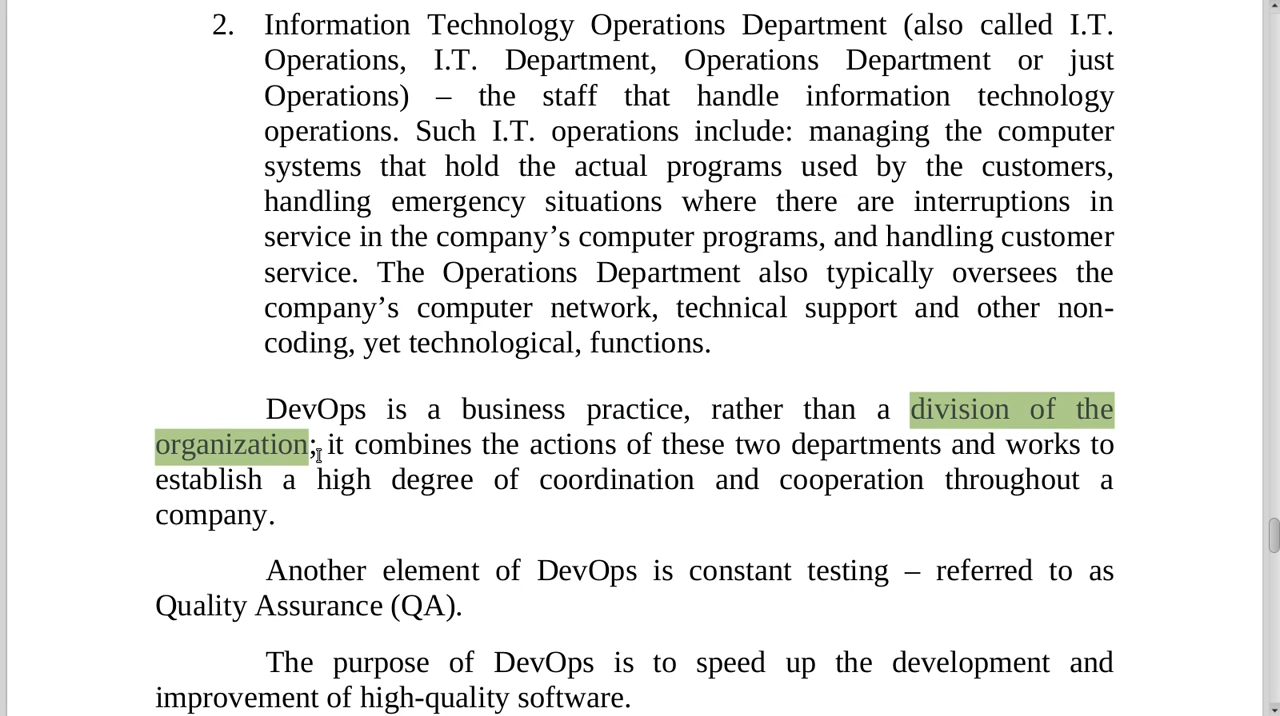 2. Information Technology Operations Department (also called I.T.
Operations, I.T. Department, Operations Department or just
Operations) – the staff that handle information technology
operations. Such I.T. operations include: managing the computer
systems that hold the actual programs used by the customers,
handling emergency situations where there are interruptions in
service in the company’s computer programs, and handling customer
service. The Operations Department also typically oversees the
company’s computer network, technical support and other non-
coding, yet technological, functions.
DevOps is a business practice, rather than a division of the
organization; it combines the actions of these two departments and works to
establish a high degree of coordination and cooperation throughout a
company.
Another element of DevOps is constant testing – referred to as
Quality Assurance (QA).
The purpose of DevOps is to speed up the development and
improvement of high-quality software.